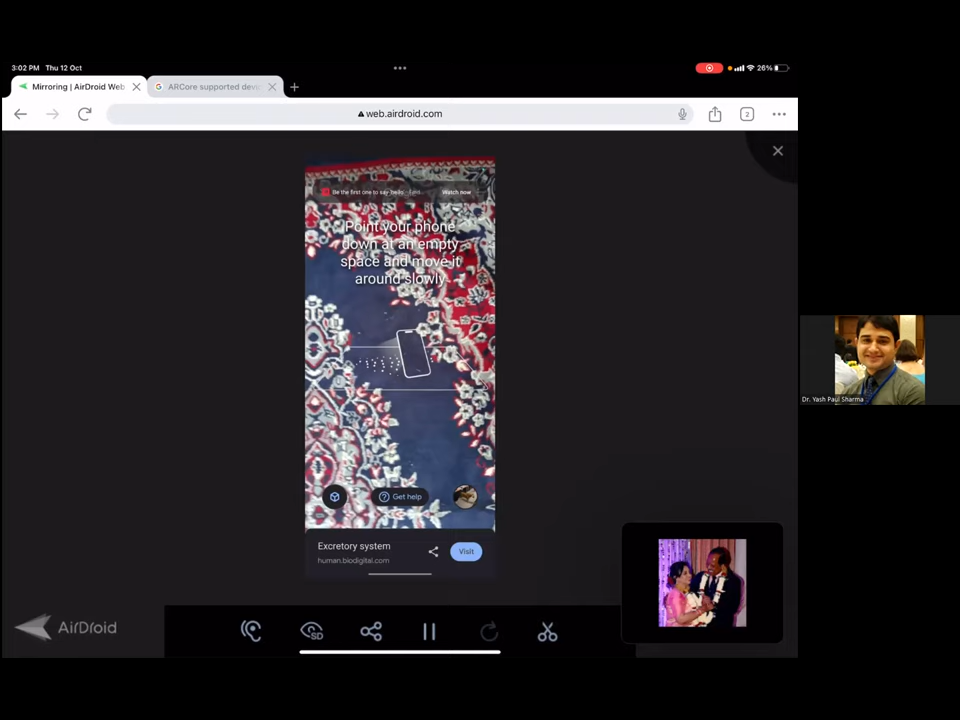 3:02 PM Thu 12 Oct
26%
Mirroring | AirDroid Web
ARCore supported devi
web.airdroid.com
2
Be the first one to say hello
Watch now
Point your phone
down at an empty
space and move it
around slowly
Get help
Excretory system
human.biodigital.com
Visit
Dr. Yash Paul Sharma
AirDroid
SD